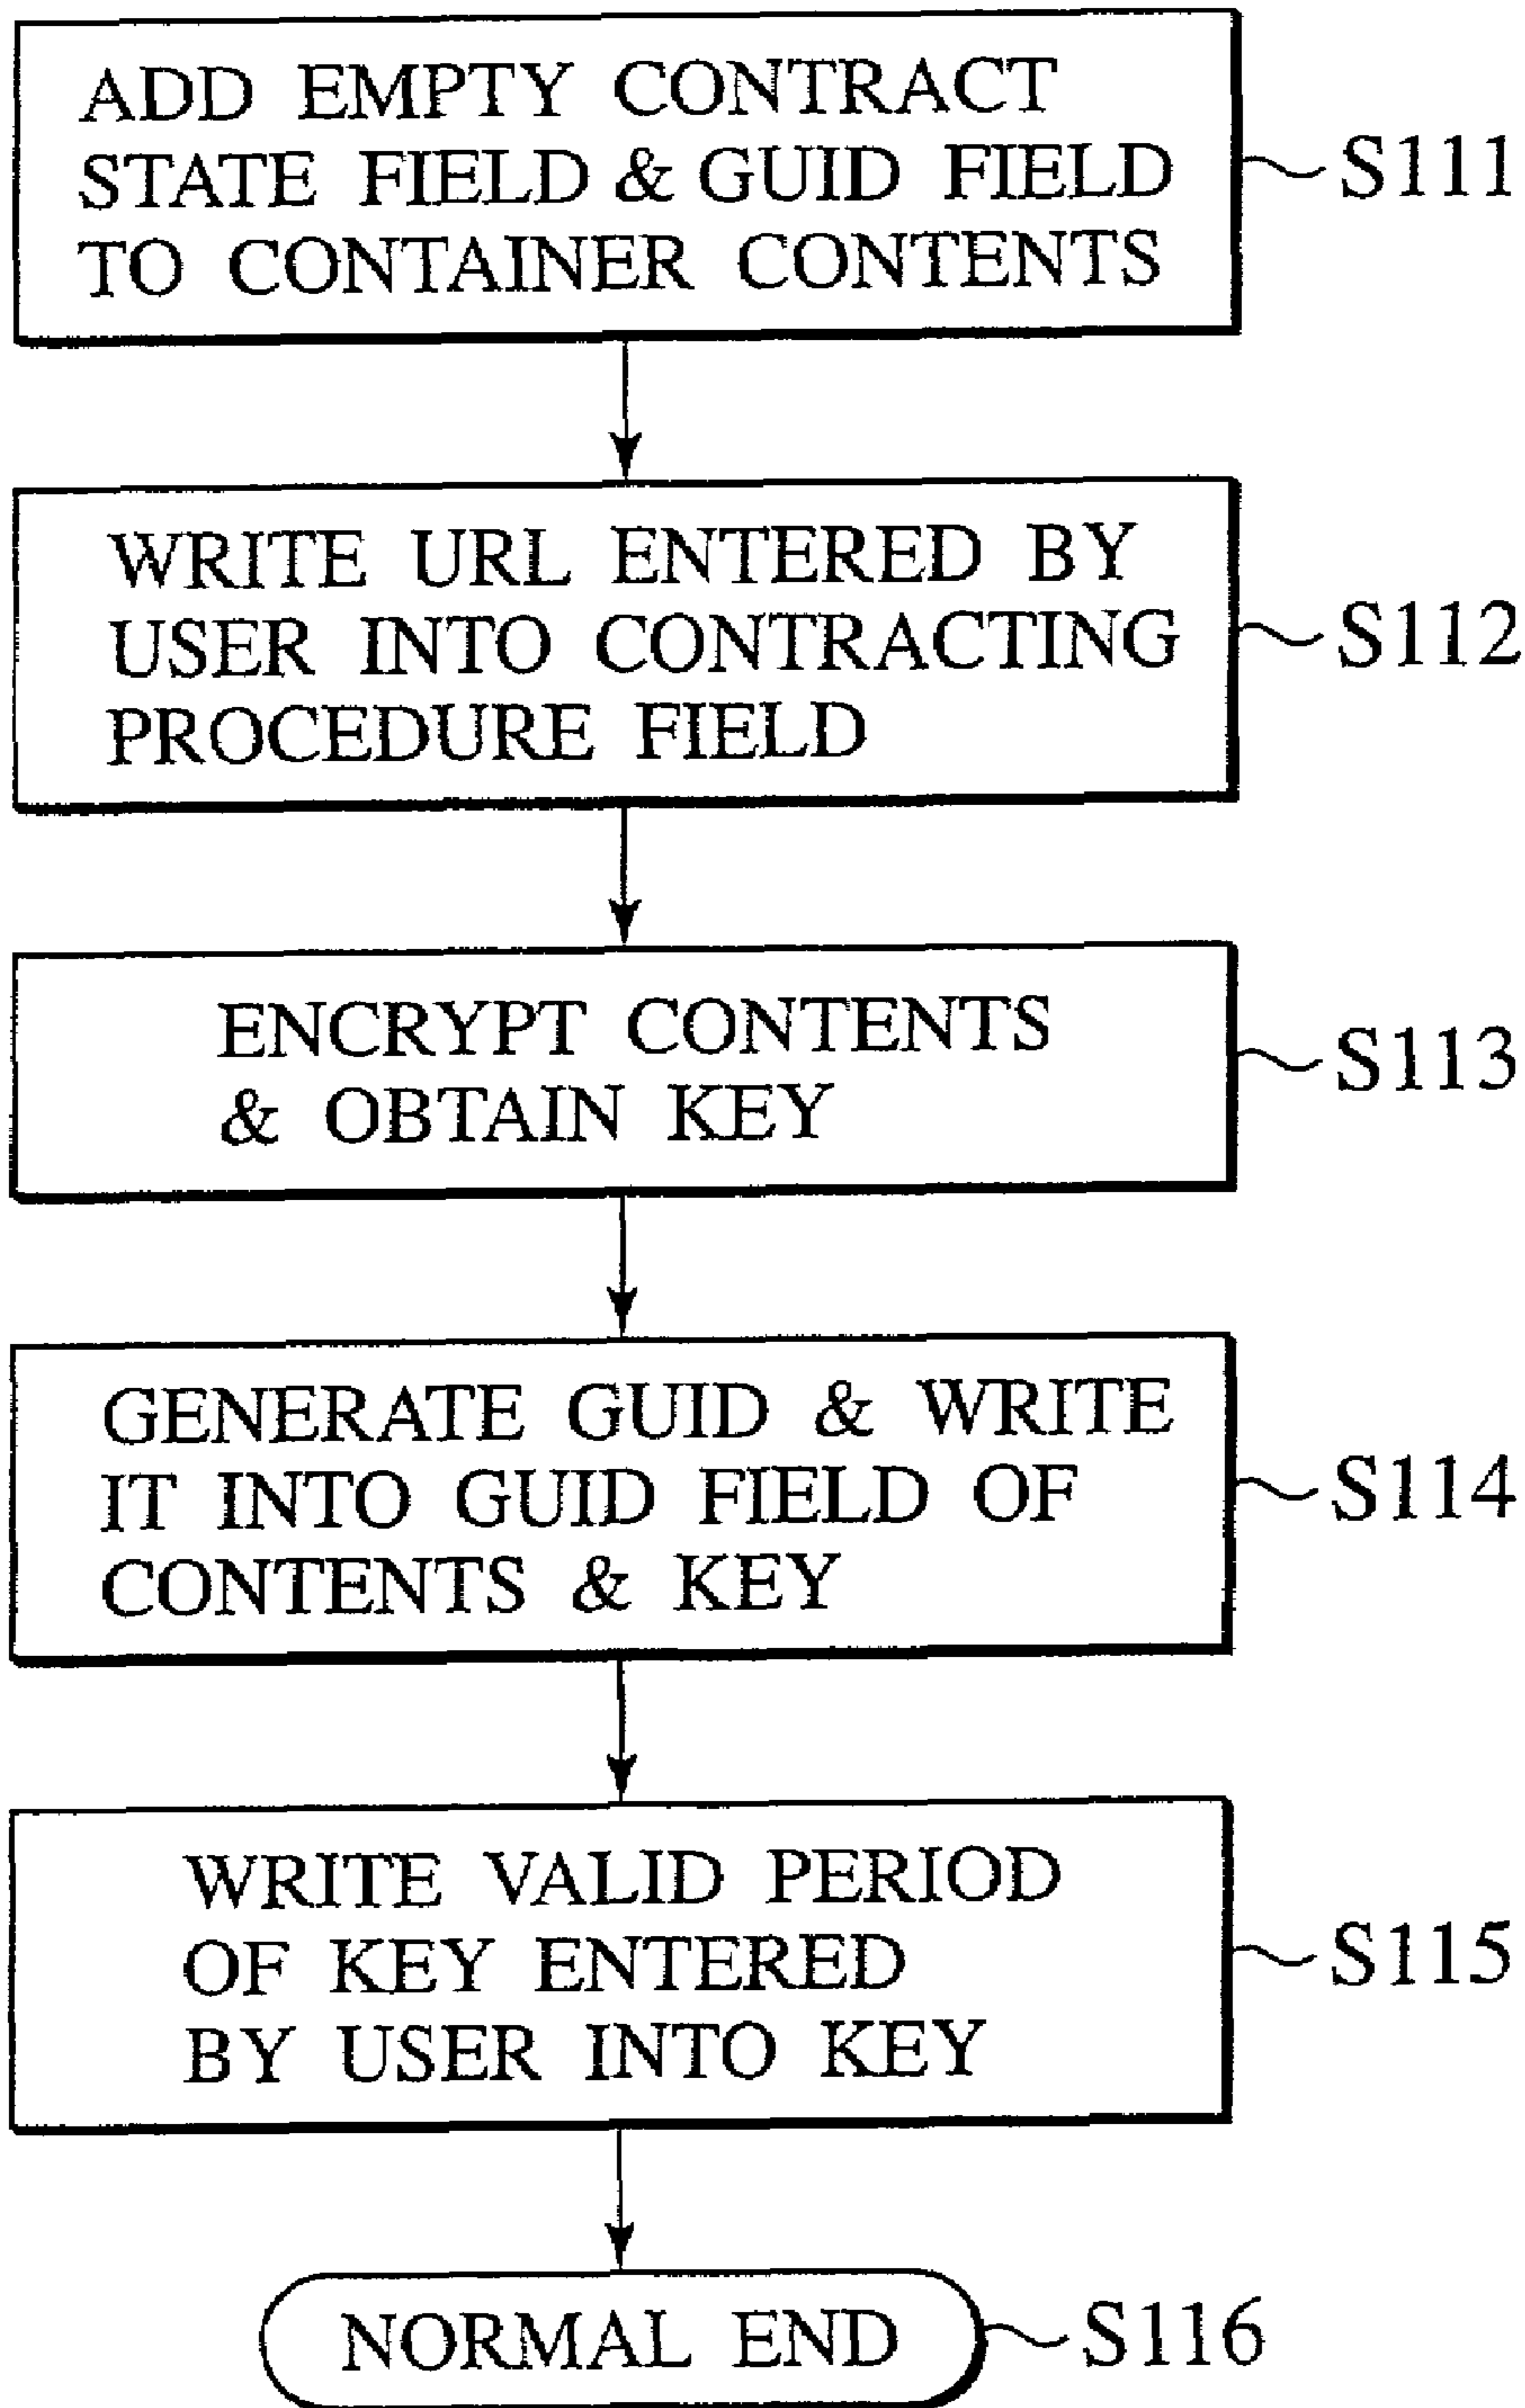 ADD EMPTY CONTRACT
STATE FIELD & GUID FIELD
TO CONTAINER CONTENTS
S111
WRITE URL ENTERED BY
USER INTO CONTRACTING
PROCEDURE FIELD
S112
ENCRYPT CONTENTS
& OBTAIN KEY
S113
GENERATE GUID & WRITE
IT INTO GUID FIELD OF
CONTENTS & KEY
S114
WRITE VALID PERIOD
OF KEY ENTERED
BY USER INTO KEY
S115
NORMAL END
S116